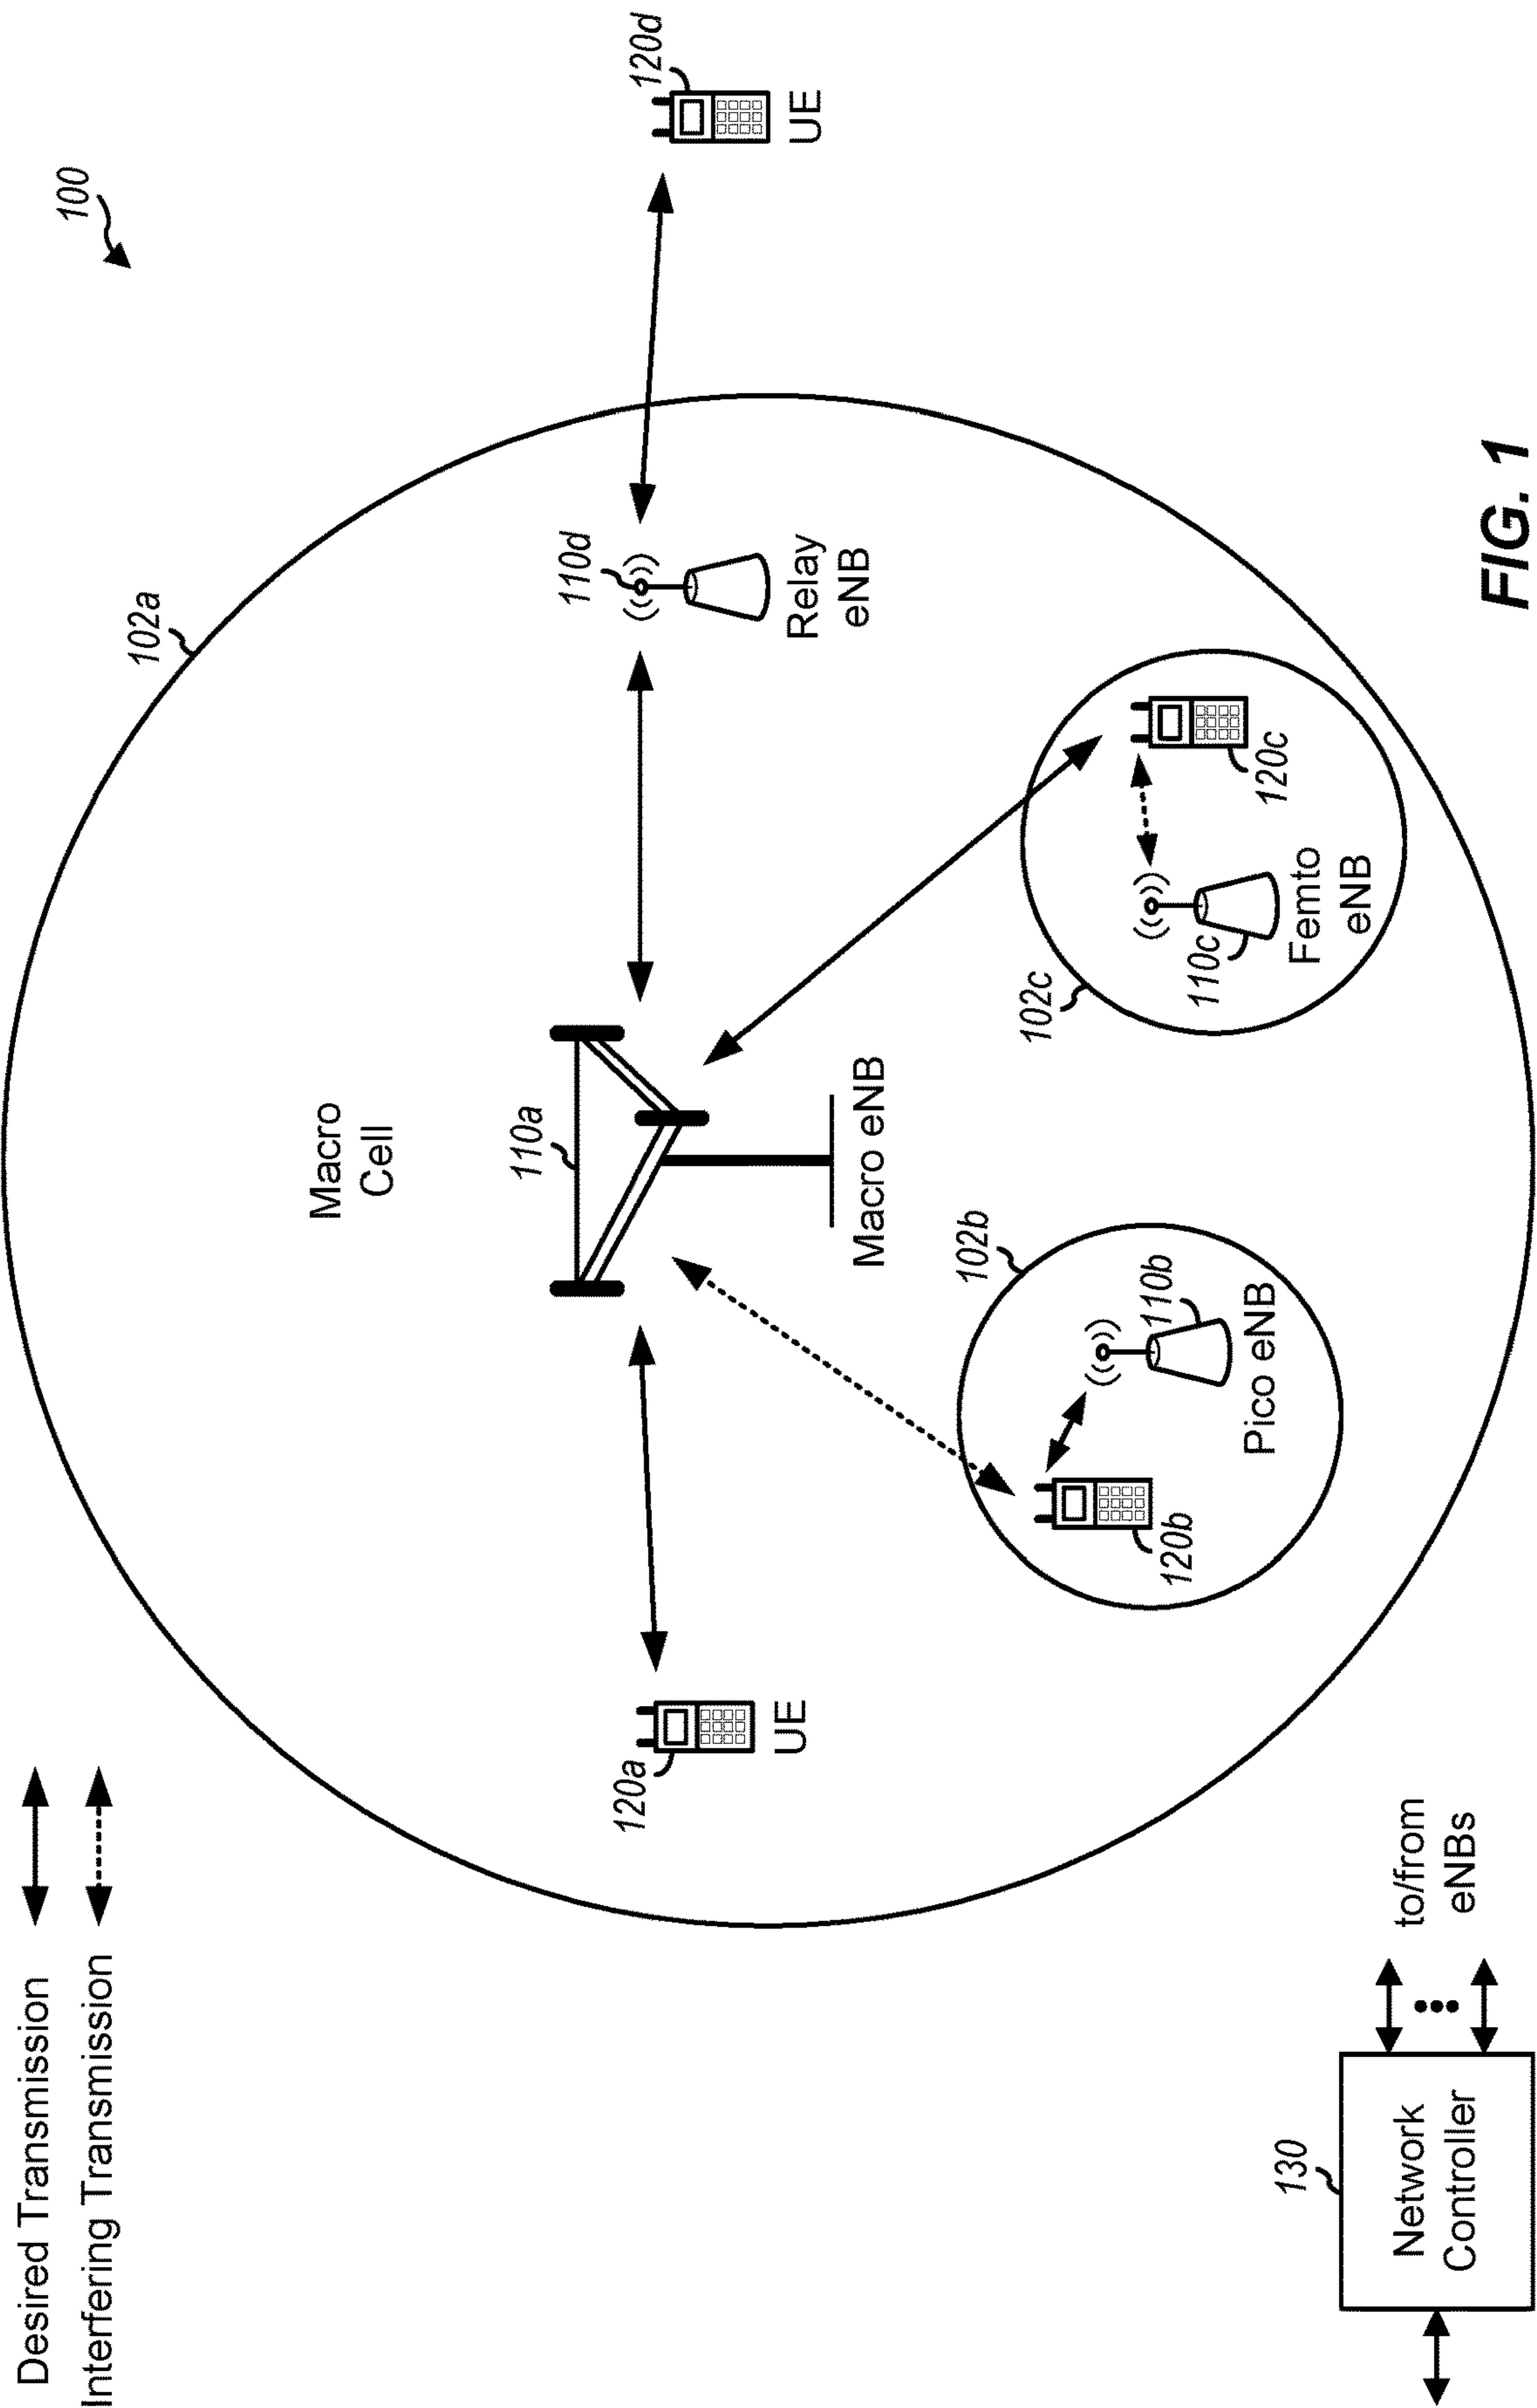 Desired Transmission
Interfering Transmission
100
102a
Macro
Cell
110a
Macro eNB
110d
Relay
eNB
120a
UE
120d
UE
102b
120b
110b
Pico eNB
102c
110c
Femto
eNB
120c
130
Network
Controller
to/from
eNBs
FIG. 1